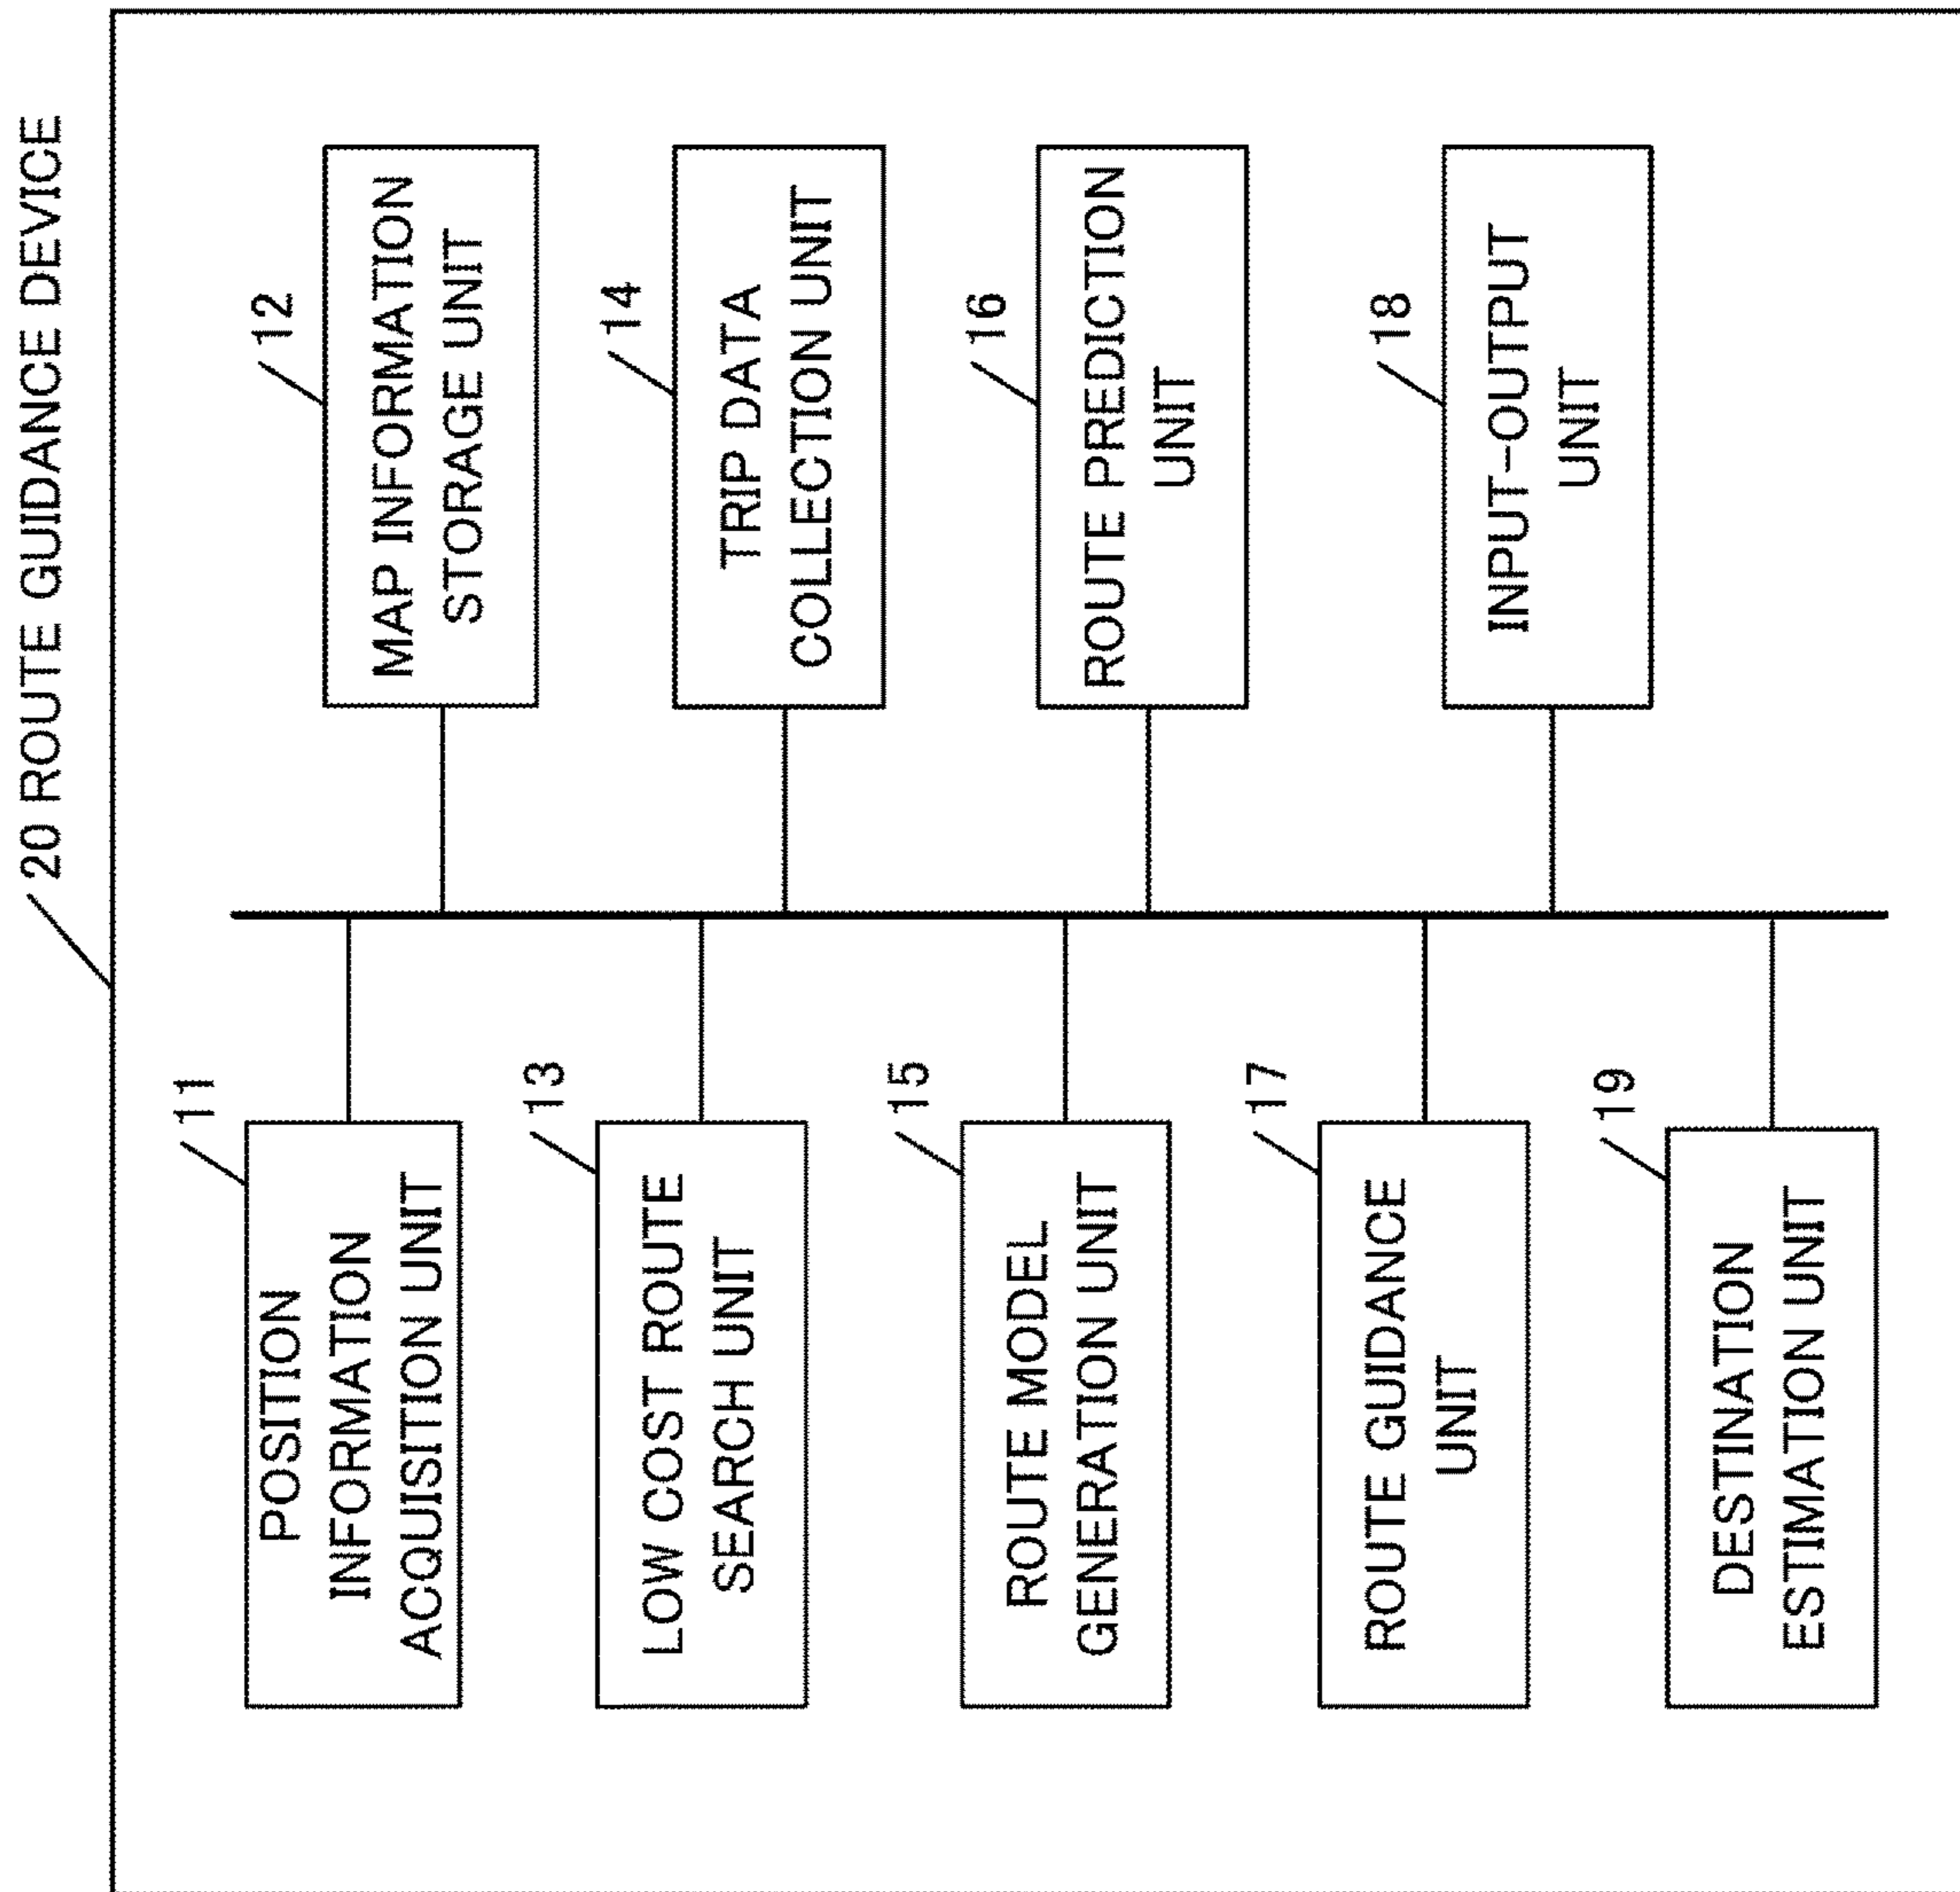 20 ROUTE GUIDANCE DEVICE
11
POSITION
INFORMATION
ACQUISITION UNIT
12
MAP INFORMATION
STORAGE UNIT
13
LOW COST ROUTE
SEARCH UNIT
14
TRIP DATA
COLLECTION UNIT
15
ROUTE MODEL
GENERATION UNIT
16
ROUTE PREDICTION
UNIT
17
ROUTE GUIDANCE
UNIT
18
INPUT-OUTPUT
UNIT
19
DESTINATION
ESTIMATION UNIT